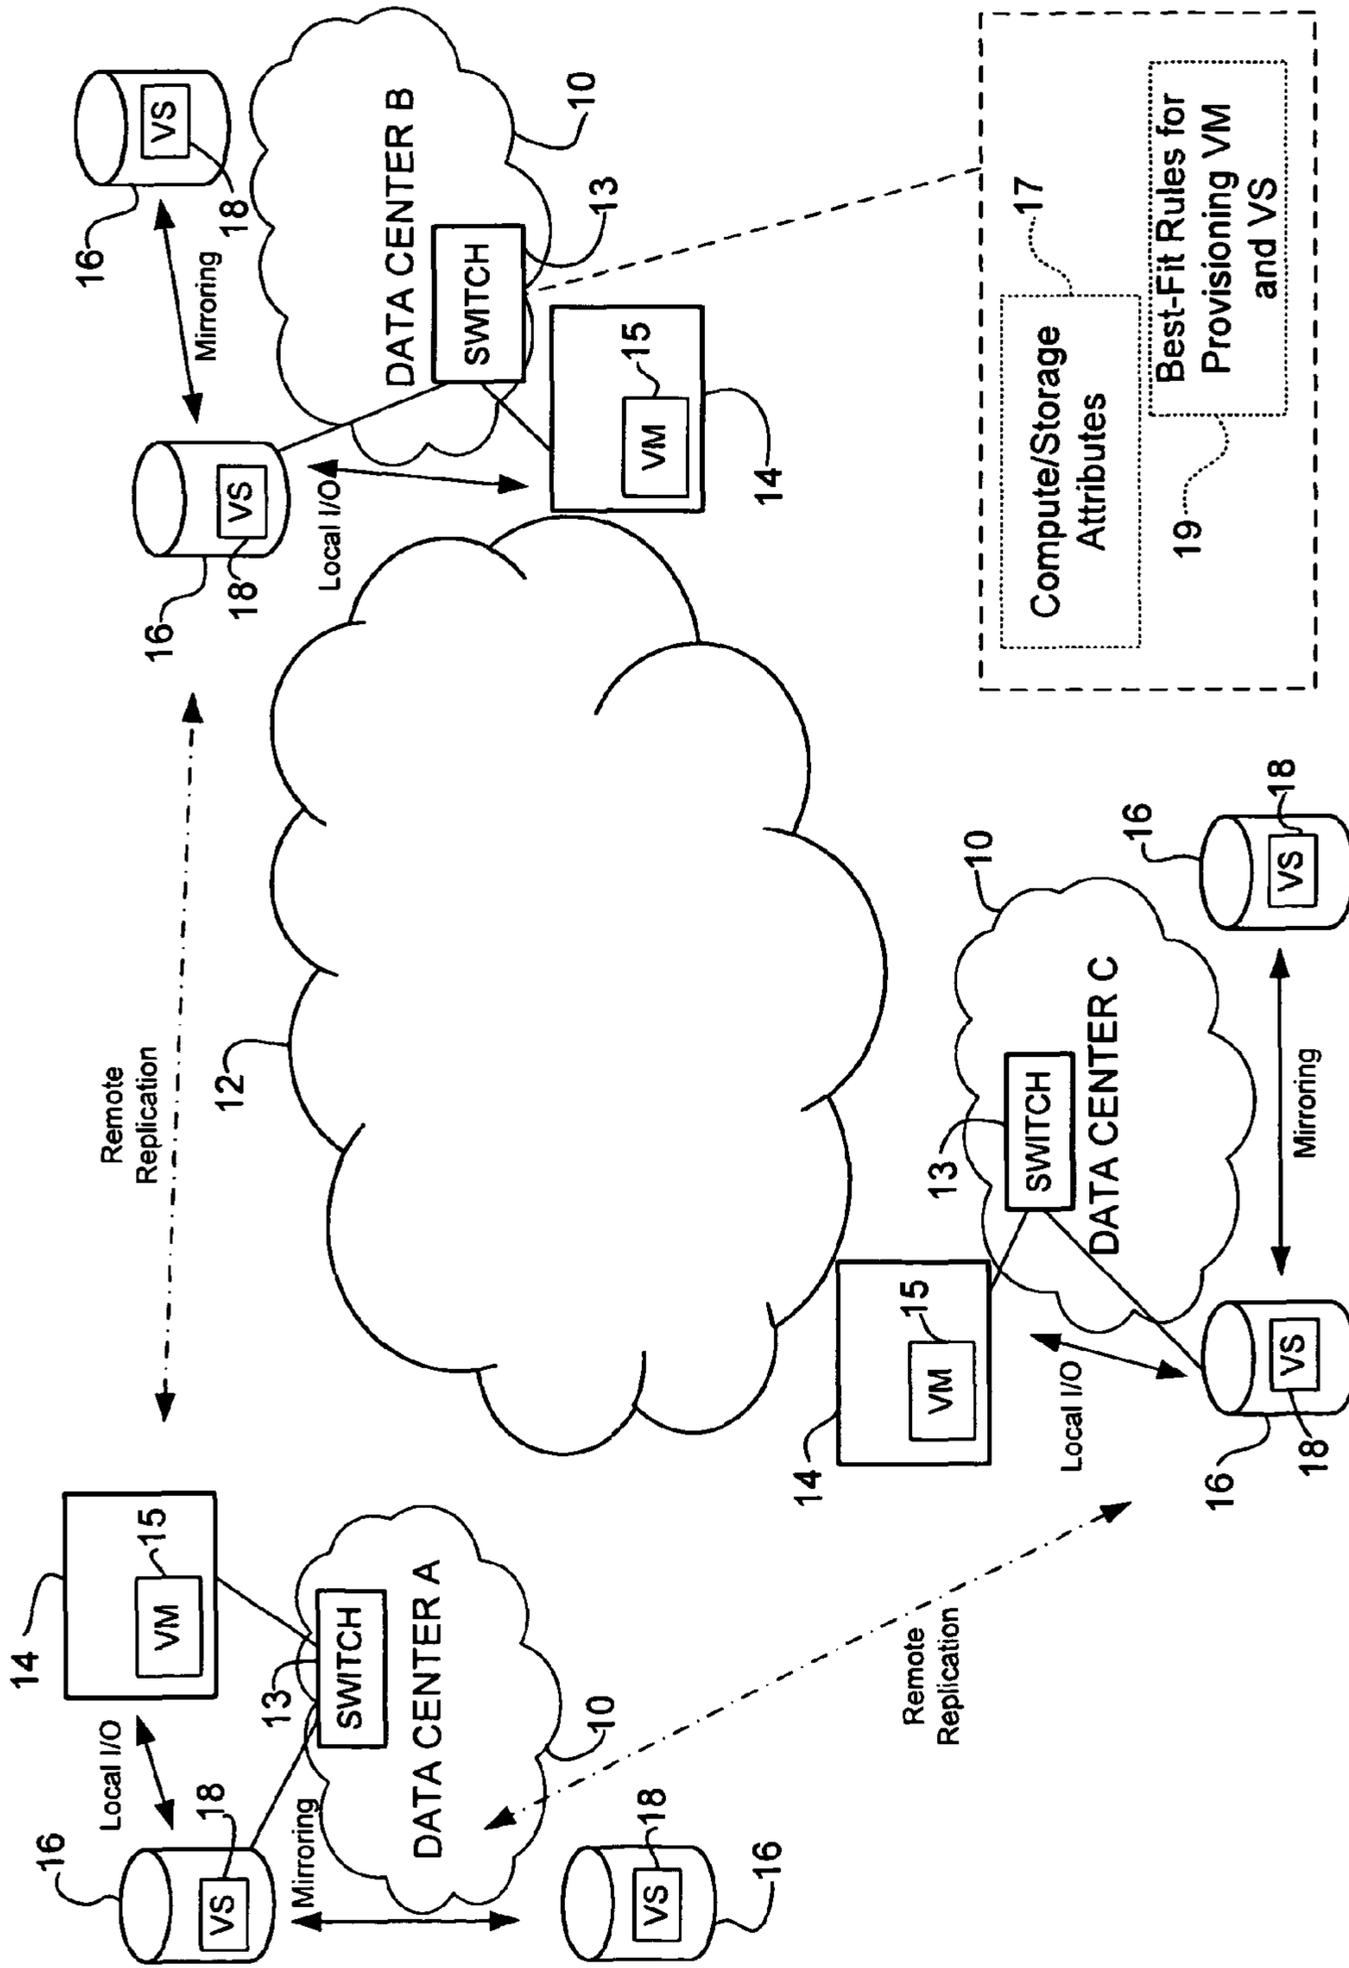 14
15
VM
Local I/O
16
18
VS
13
SWITCH
DATA CENTER A
Mirroring
10
18
VS
16
Remote
Replication
12
Remote
Replication
16
18
VS
Mirroring
16
VS
18
Local I/O
DATA CENTER B
SWITCH
10
13
15
VM
14
14
15
VM
Local I/O
13
SWITCH
DATA CENTER C
10
16
VS
18
Mirroring
16
18
VS
17
Compute/Storage
Attributes
19
Best-Fit Rules for
Provisioning VM
and VS